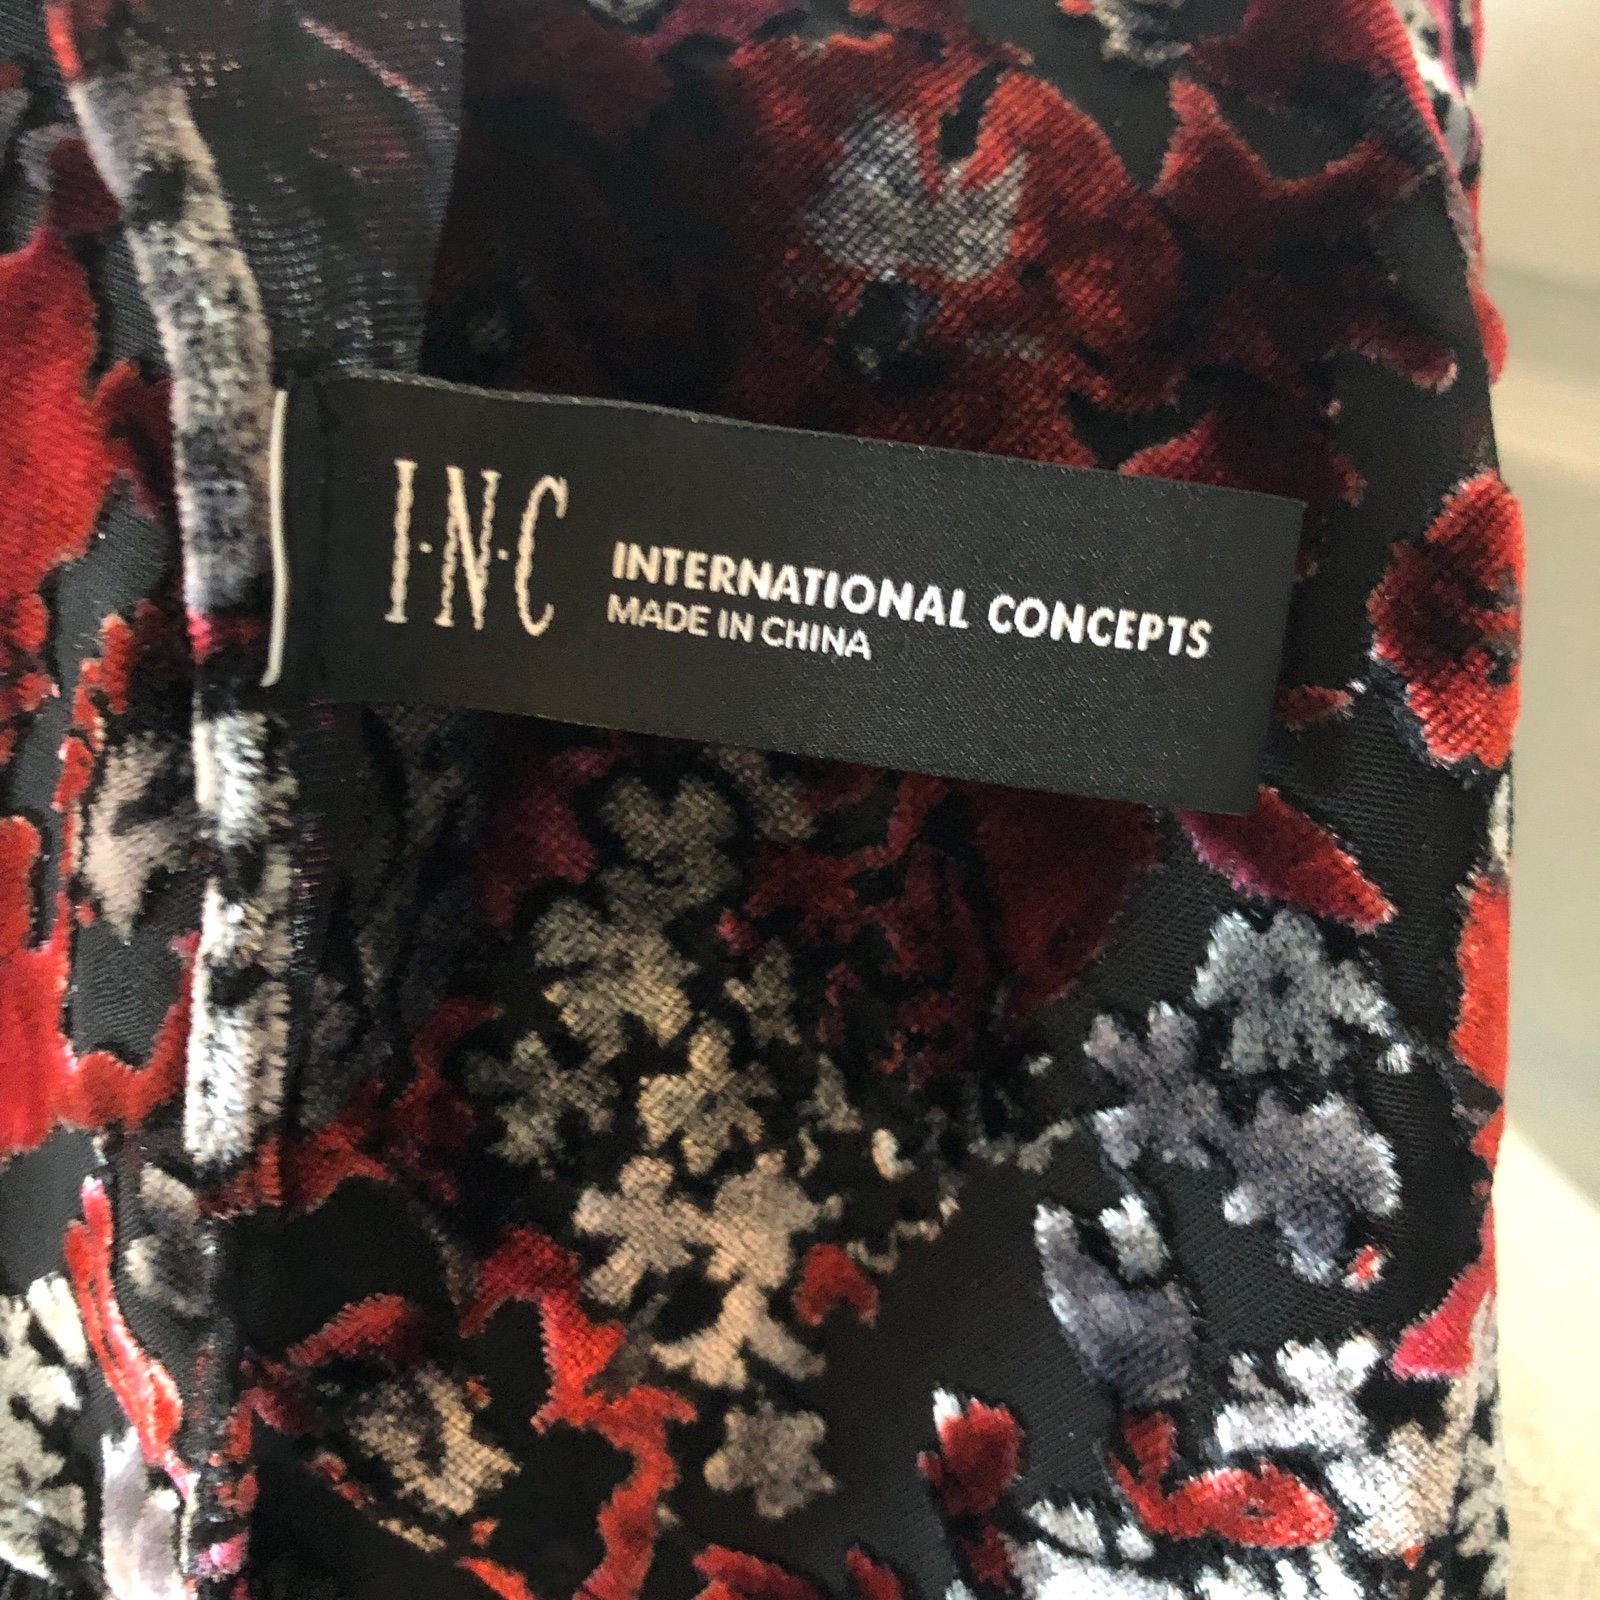 I·N·C INTERNATIONAL CONCEPTS
MADE IN CHINA